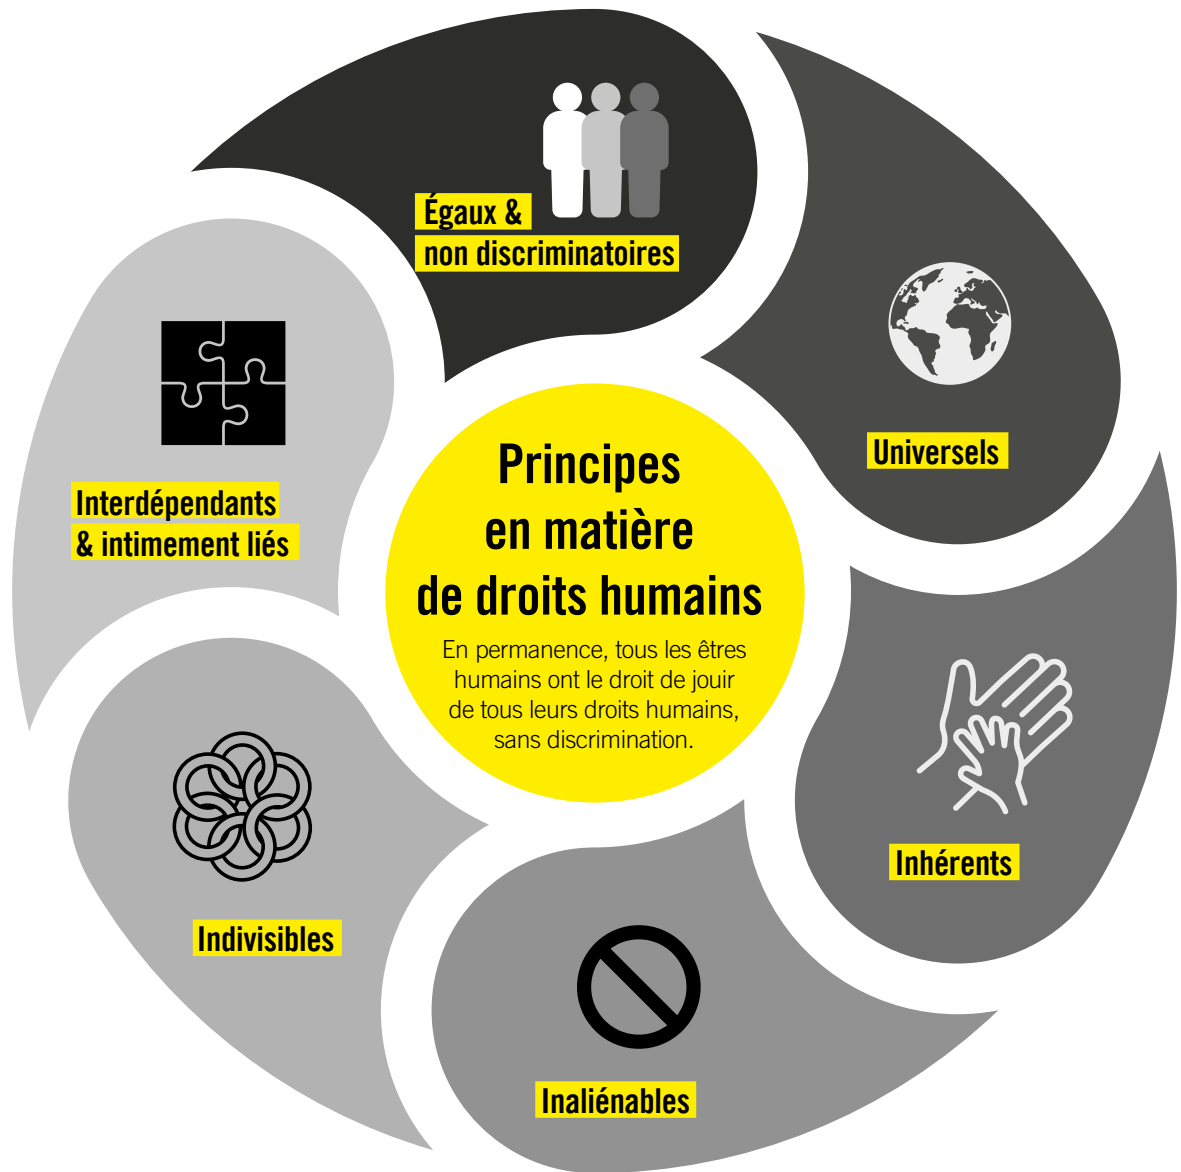 Égaux &
non discriminatoires
Universels
Interdépendants
& intimement liés
Principes
en matière
de droits humains
En permanence, tous les êtres
humains ont le droit de jouir
de tous leurs droits humains,
sans discrimination.
Inhérents
Indivisibles
Inaliénables